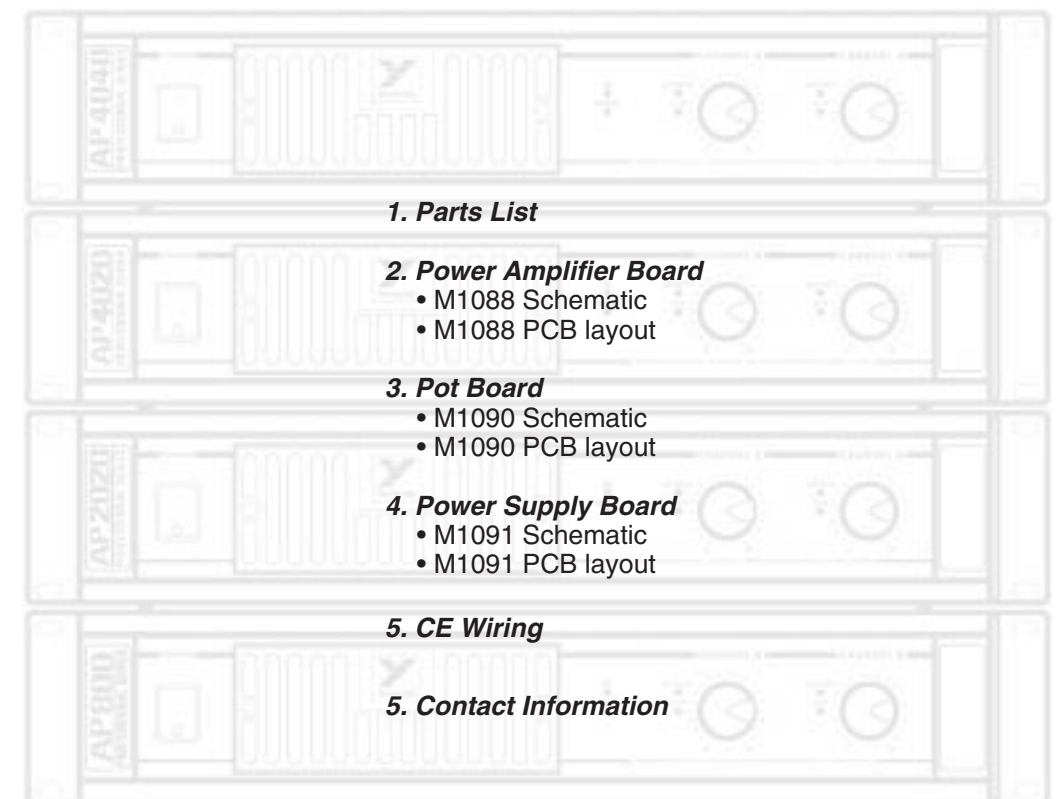 AP4040
1. Parts List
AP4020
2. Power Amplifier Board
• M1088 Schematic
• M1088 PCB layout
3. Pot Board
• M1090 Schematic
• M1090 PCB layout
AP2020
4. Power Supply Board
• M1091 Schematic
• M1091 PCB layout
5. CE Wiring
AP800
5. Contact Information